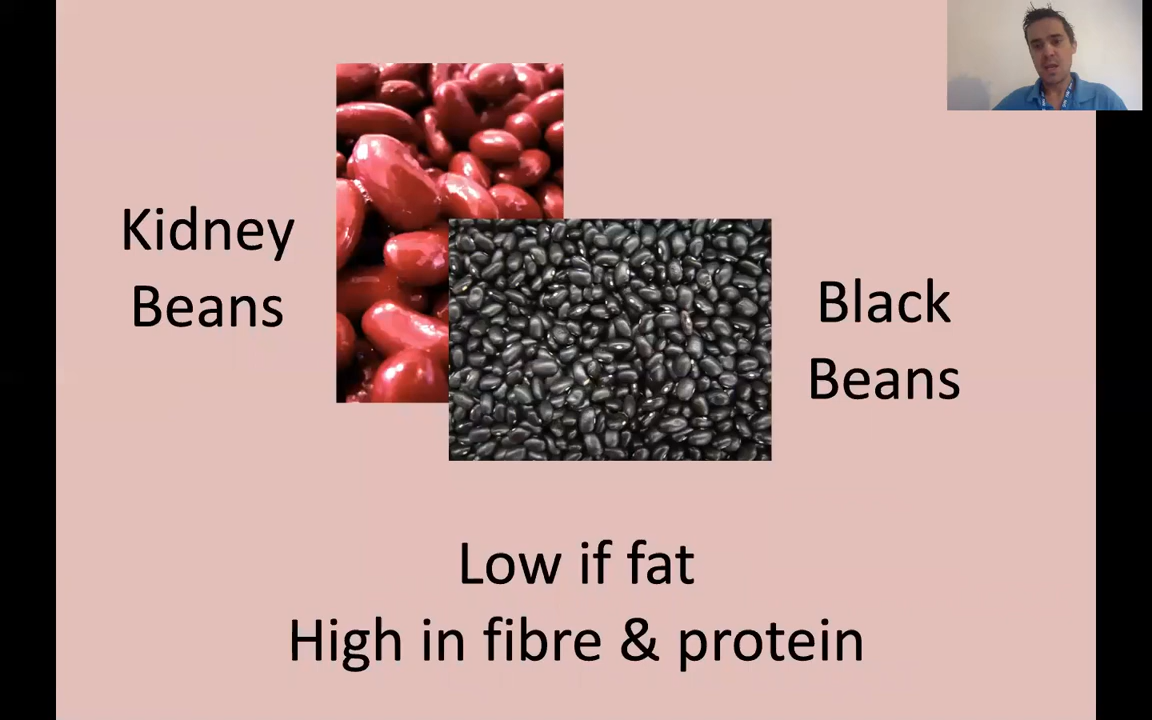 Kidney
Beans
Black
Beans
Low if fat
High in fibre & protein